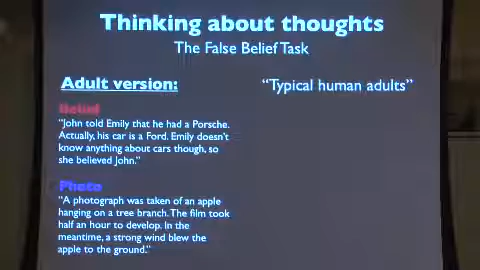 Thinking about thoughts
The False Belief Task
Adult version:
"Typical human adults"
Belief
"John told Emily that he had a Porsche.
Actually, his car is a Ford. Emily doesn't
know anything about cars though, so
she believed John."
Photo
"A photograph was taken of an apple
hanging on a tree branch. The film took
half an hour to develop. In the
meantime, a strong wind blew the
apple to the ground."